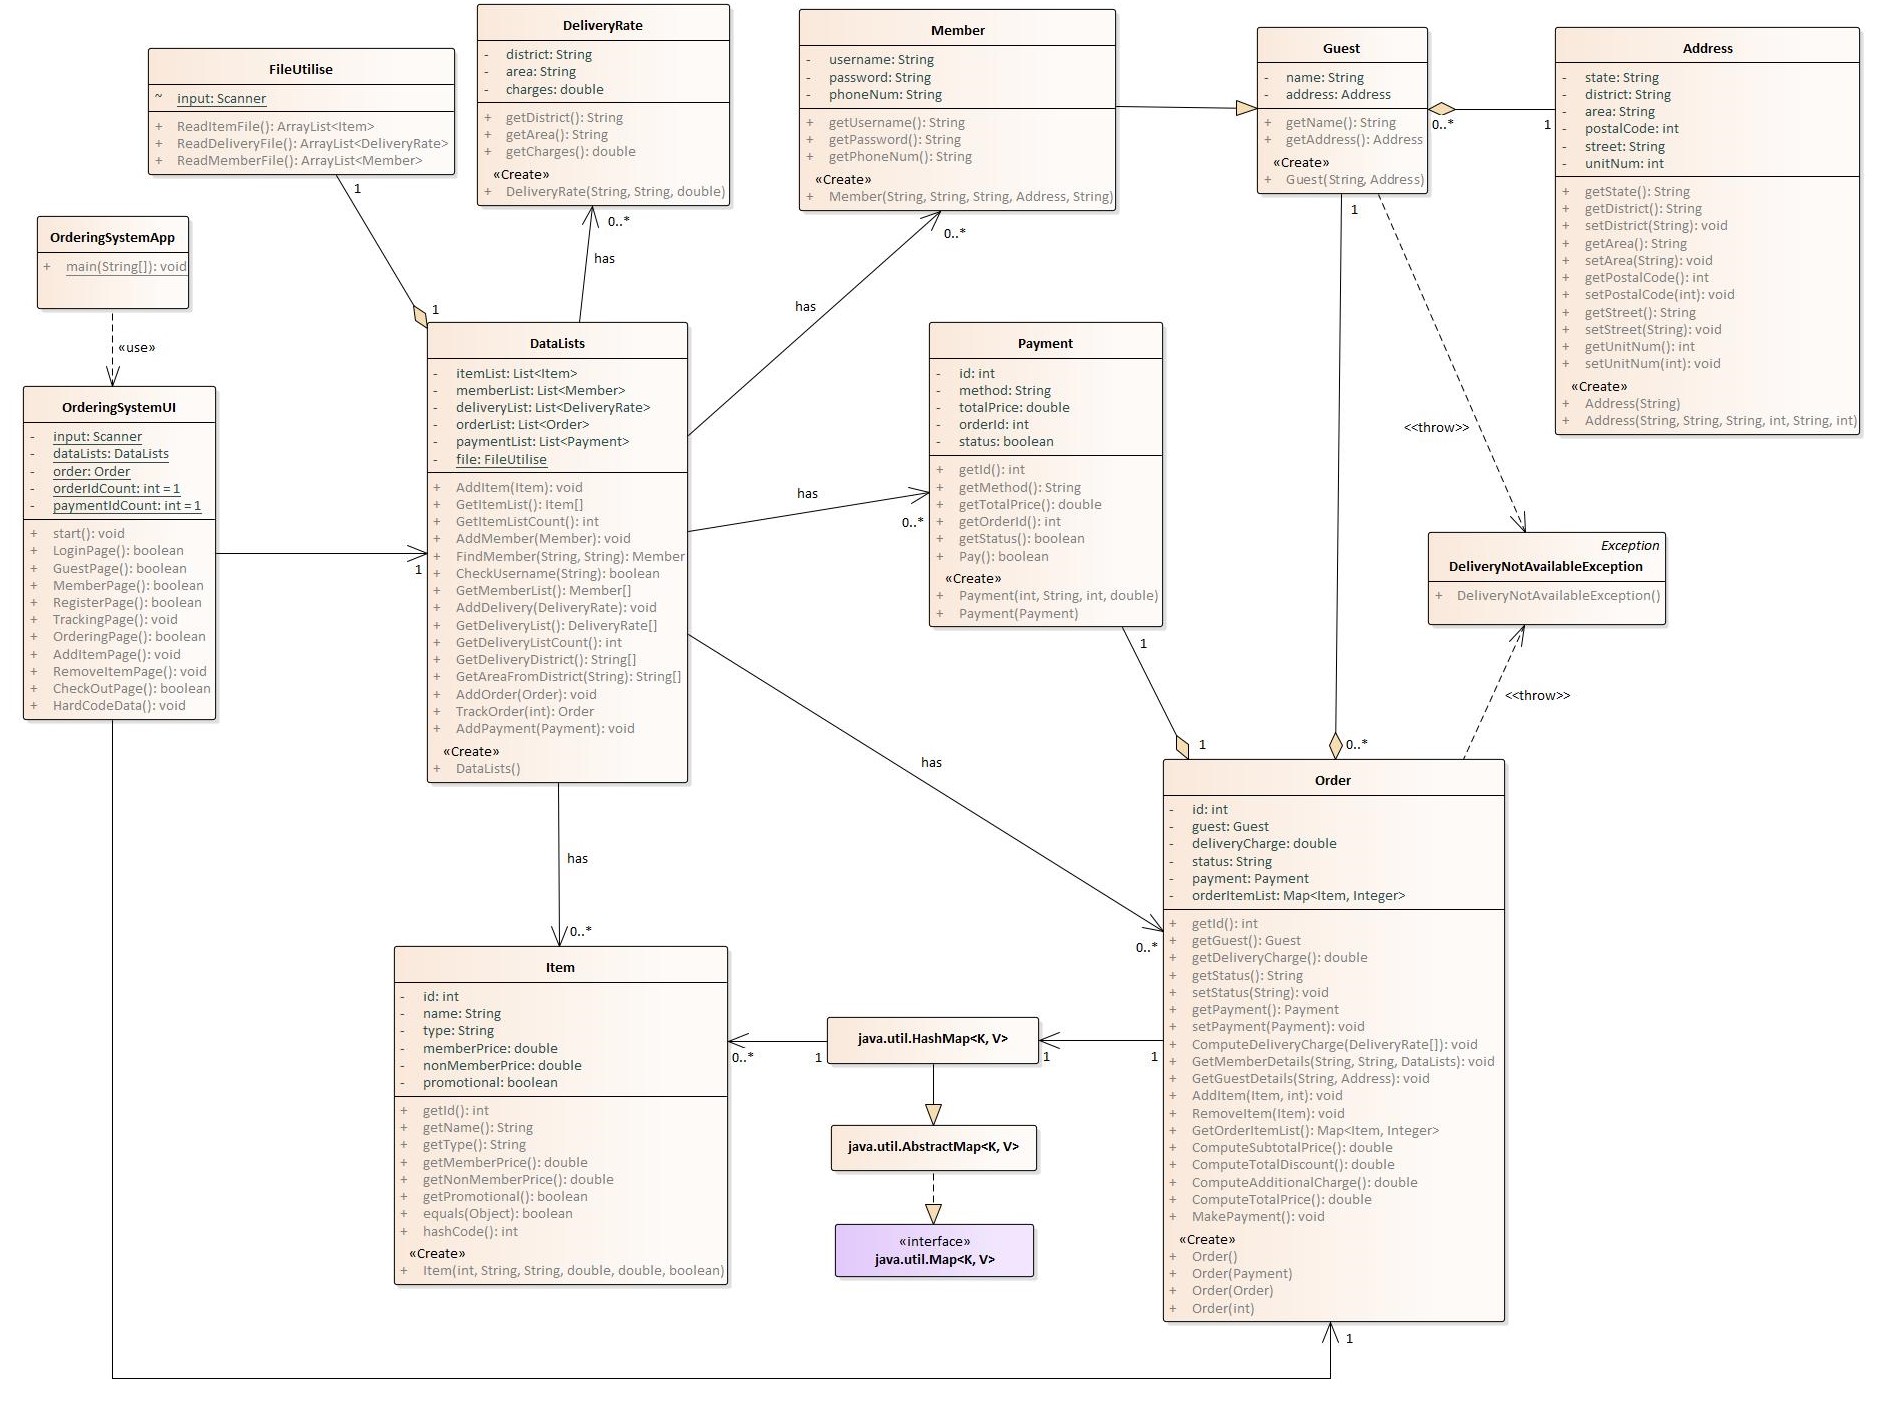 FileUtilise
~ input: Scanner
+ ReadItemFile(): ArrayList<Item>
+ ReadDeliveryFile(): ArrayList<DeliveryRate>
+ ReadMemberFile(): ArrayList<Member>
1
1
DeliveryRate
- district: String
- area: String
- charges: double
+ getDistrict(): String
+ getArea(): String
+ getCharges(): double
«Create»
+ DeliveryRate(String, String, double)
0..*
has
Member
- username: String
- password: String
- phoneNum: String
+ getUsername(): String
+ getPassword(): String
+ getPhoneNum(): String
«Create»
+ Member(String, String, String, Address, String)
0..*
has
Guest
- name: String
- address: Address
+ getName(): String
+ getAddress(): Address
«Create»
+ Guest(String, Address)
0..*
1
1
Address
- state: String
- district: String
- area: String
- postalCode: int
- street: String
- unitNum: int
+ getState(): String
+ getDistrict(): String
+ setDistrict(String): void
+ getArea(): String
+ setArea(String): void
+ getPostalCode(): int
+ setPostalCode(int): void
+ getStreet(): String
+ setStreet(String): void
+ getUnitNum(): int
+ setUnitNum(int): void
«Create»
+ Address(String)
+ Address(String, String, String, int, String, int)
OrderingSystemApp
+ main(String[]): void
«use»
OrderingSystemUI
- input: Scanner
- dataLists: DataLists
- order: Order
- orderIdCount: int = 1
- paymentIdCount: int = 1
+ start(): void
+ LoginPage(): boolean
+ GuestPage(): boolean
+ MemberPage(): boolean
+ RegisterPage(): boolean
+ TrackingPage(): void
+ OrderingPage(): boolean
+ AddItemPage(): void
+ RemoveItemPage(): void
+ CheckOutPage(): boolean
+ HardCodeData(): void
1
DataLists
- itemList: List<Item>
- memberList: List<Member>
- deliveryList: List<DeliveryRate>
- orderList: List<Order>
- paymentList: List<Payment>
- file: FileUtilise
+ AddItem(Item): void
+ GetItemList(): Item[]
+ GetItemListCount(): int
+ AddMember(Member): void
+ FindMember(String, String): Member
+ CheckUsername(String): boolean
+ GetMemberList(): Member[]
+ AddDelivery(DeliveryRate): void
+ GetDeliveryList(): DeliveryRate[]
+ GetDeliveryListCount(): int
+ GetDeliveryDistrict(): String[]
+ GetAreaFromDistrict(String): String[]
+ AddOrder(Order): void
+ TrackOrder(int): Order
+ AddPayment(Payment): void
«Create»
+ DataLists()
has
0..*
Payment
- id: int
- method: String
- totalPrice: double
- orderId: int
- status: boolean
+ getId(): int
+ getMethod(): String
+ getTotalPrice(): double
+ getOrderId(): int
+ getStatus(): boolean
+ Pay(): boolean
«Create»
+ Payment(int, String, int, double)
+ Payment(Payment)
1
1
<<throw>>
Exception
DeliveryNotAvailableException
+ DeliveryNotAvailableException()
<<throw>>
0..*
has
0..*
has
0..*
Order
- id: int
- guest: Guest
- deliveryCharge: double
- status: String
- payment: Payment
- orderItemList: Map<Item, Integer>
+ getId(): int
+ getGuest(): Guest
+ getDeliveryCharge(): double
+ getStatus(): String
+ setStatus(String): void
+ getPayment(): Payment
+ setPayment(Payment): void
+ ComputeDeliveryCharge(DeliveryRate[]): void
+ GetMemberDetails(String, String, DataLists): void
+ GetGuestDetails(String, Address): void
+ AddItem(Item, int): void
+ RemoveItem(Item): void
+ GetOrderItemList(): Map<Item, Integer>
+ ComputeSubtotalPrice(): double
+ ComputeTotalDiscount(): double
+ ComputeAdditionalCharge(): double
+ ComputeTotalPrice(): double
+ MakePayment(): void
«Create»
+ Order()
+ Order(Payment)
+ Order(Order)
+ Order(int)
1
Item
- id: int
- name: String
- type: String
- memberPrice: double
- nonMemberPrice: double
- promotional: boolean
+ getId(): int
+ getName(): String
+ getType(): String
+ getMemberPrice(): double
+ getNonMemberPrice(): double
+ getPromotional(): boolean
+ equals(Object): boolean
+ hashCode(): int
«Create»
+ Item(int, String, String, double, double, boolean)
0..*
1
java.util.HashMap<K, V>
1
1
java.util.AbstractMap<K, V>
«interface»
java.util.Map<K, V>